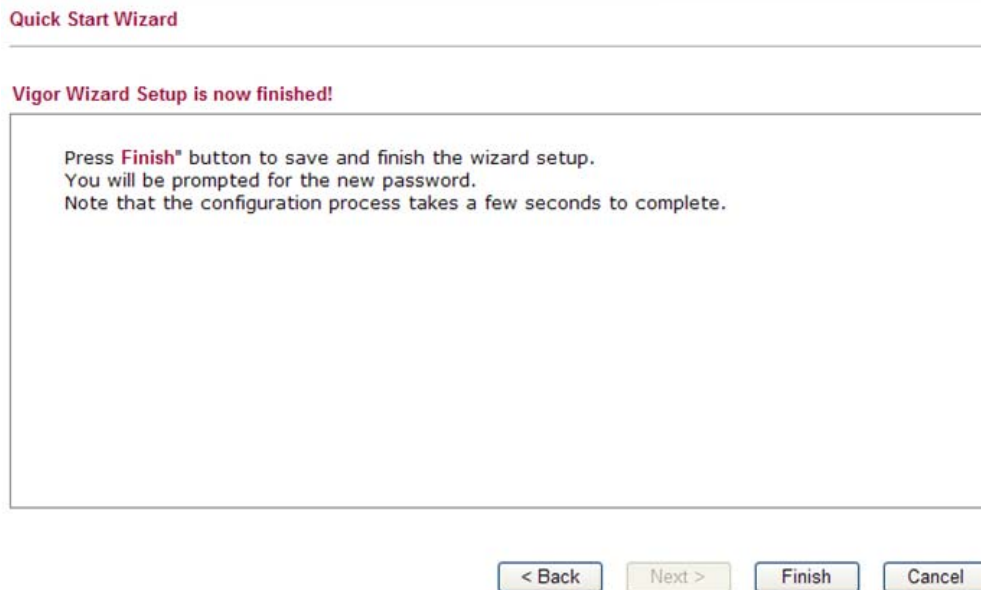 Quick Start Wizard
Vigor Wizard Setup is now finished!
Press Finish" button to save and finish the wizard setup.
You will be prompted for the new password.
Note that the configuration process takes a few seconds to complete.
< Back Next > Finish Cancel